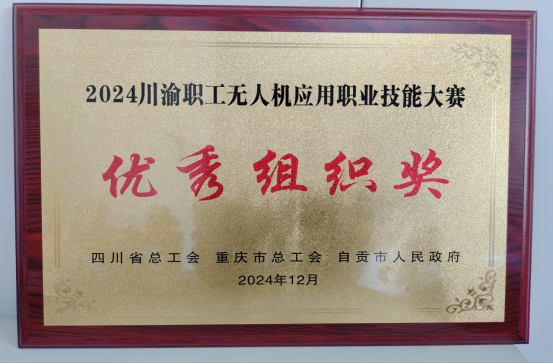 2024川渝职工无人机应用职业技能大赛
优秀组织奖
四川省总工会 重庆市总工会 自贡市人民政府
2024年12月